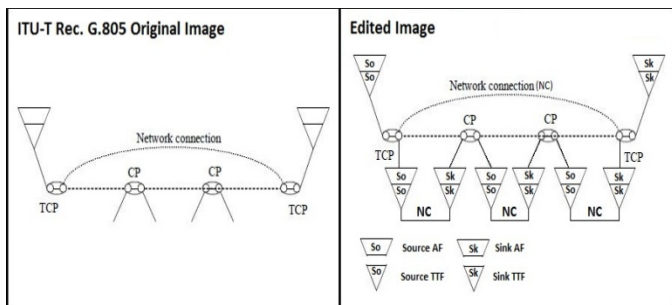 ITU-T Rec. G.805 Original Image
Network connection
CP CP
TCP TCP
Edited Image
So Sk
So Sk
Network connection (NC)
CP CP
TCP TCP
So Sk So Sk So Sk
So Sk So Sk So Sk
NC NC NC
So Source AF Sk Sink AF
So Source TTF Sk Sink TTF